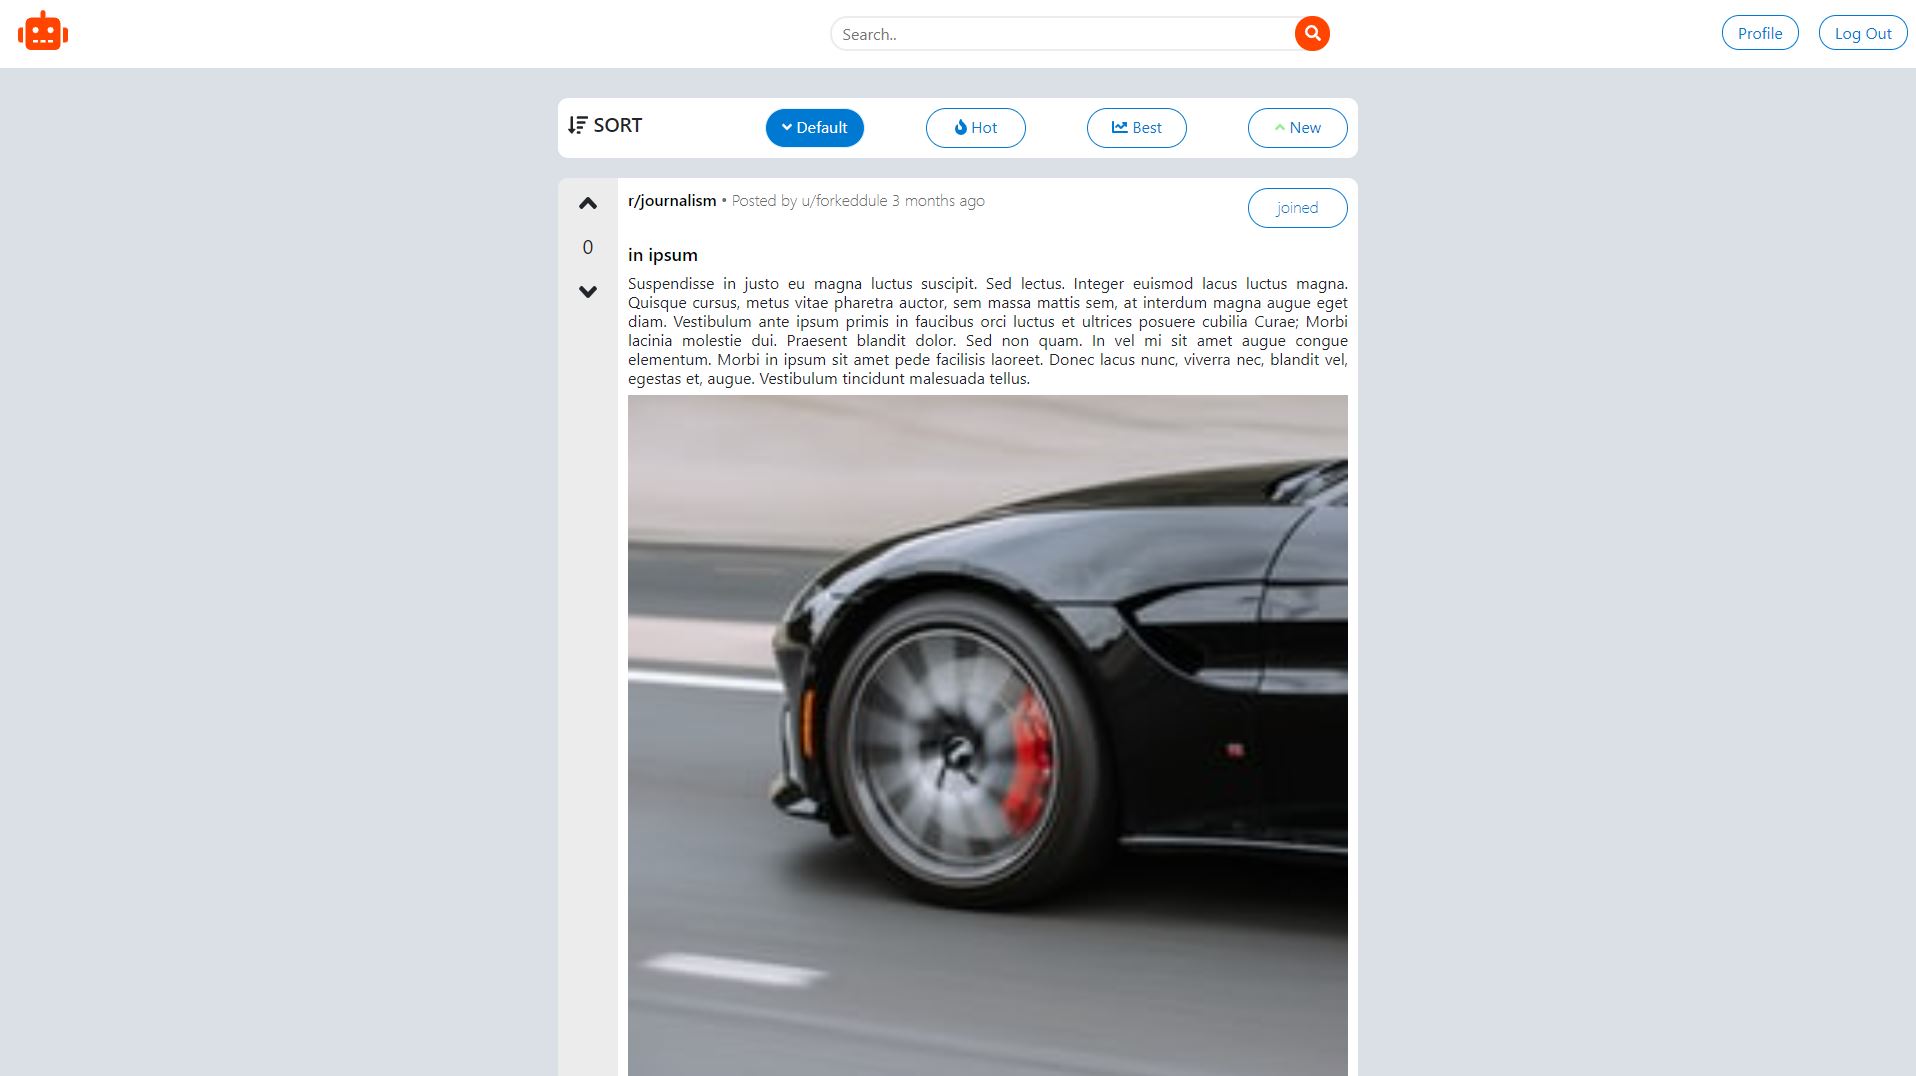 Search..
Profile
Log Out
SORT
Default
Hot
Best
New
r/journalism • Posted by u/forkeddule 3 months ago
joined
0
in ipsum
Suspendisse in justo eu magna luctus suscipit. Sed lectus. Integer euismod lacus luctus magna.
Quisque cursus, metus vitae pharetra auctor, sem massa mattis sem, at interdum magna augue eget
diam. Vestibulum ante ipsum primis in faucibus orci luctus et ultrices posuere cubilia Curae; Morbi
lacinia molestie dui. Praesent blandit dolor. Sed non quam. In vel mi sit amet augue congue
elementum. Morbi in ipsum sit amet pede facilisis laoreet. Donec lacus nunc, viverra nec, blandit vel,
egestas et, augue. Vestibulum tincidunt malesuada tellus.